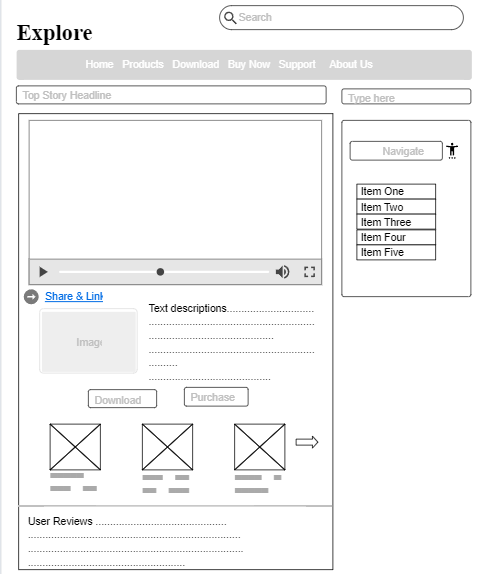 Search
Explore
Home Products Download Buy Now Support About Us
Top Story Headline
Type here
Navigate
Item One
Item Two
Item Three
Item Four
Item Five
Share & Link
Text descriptions..............................
.........................................................
...........................................
.........................................................
..........
..........................................
Image
Download
Purchase
User Reviews .............................................
.........................................................................
..........................................................................
......................................................